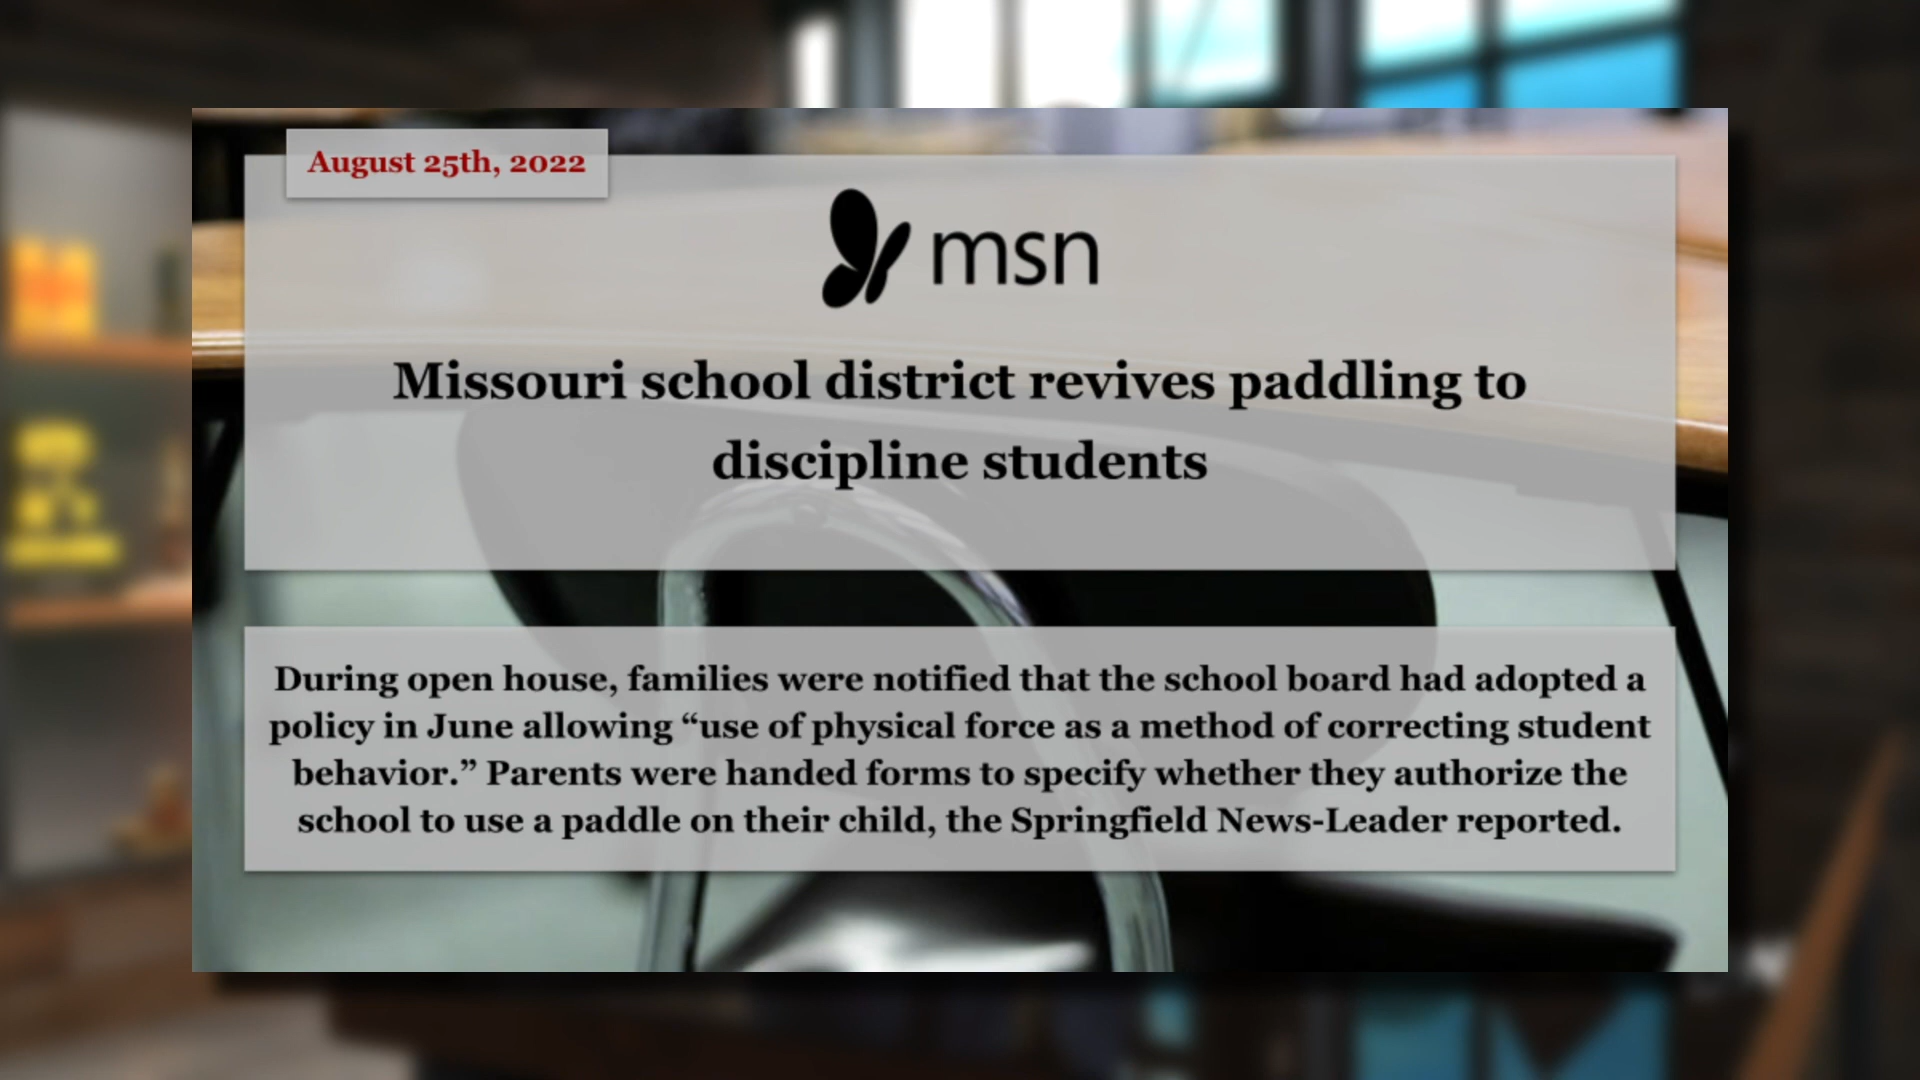 August 25th, 2022
msn
Missouri school district revives paddling to
discipline students
During open house, families were notified that the school board had adopted a
policy in June allowing “use of physical force as a method of correcting student
behavior.” Parents were handed forms to specify whether they authorize the
school to use a paddle on their child, the Springfield News-Leader reported.